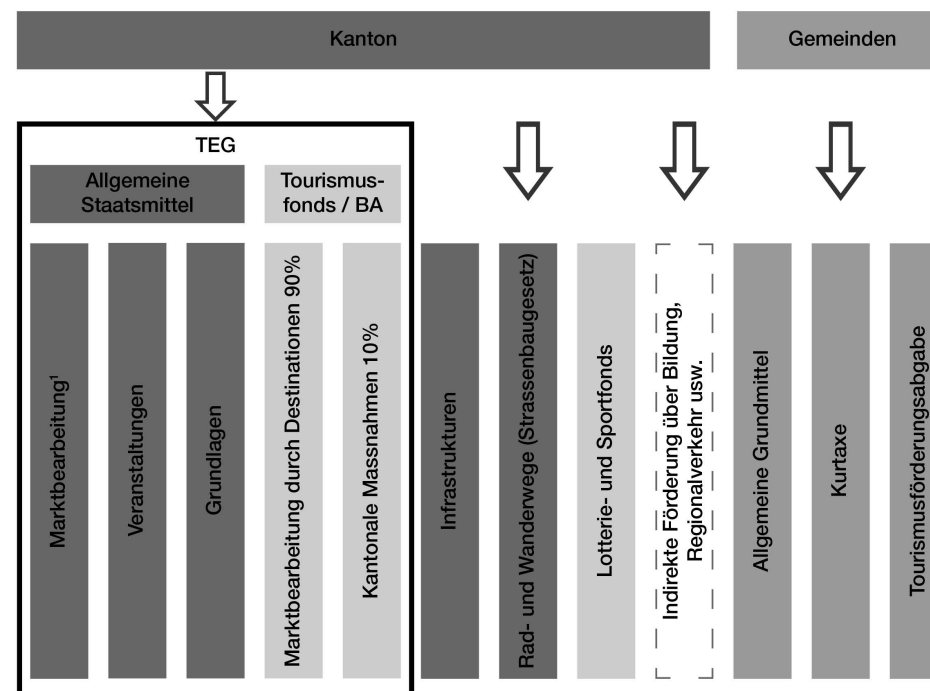 Kanton
Gemeinden
TEG
Allgemeine
Staatsmittel
Tourismus-
fonds / BA
Marktbearbeitung¹
Veranstaltungen
Grundlagen
Marktbearbeitung durch Destinationen 90%
Kantonale Massnahmen 10%
Infrastrukturen
Rad- und Wanderwege (Strassenbaugesetz)
Lotterie- und Sportfonds
Indirekte Förderung über Bildung,
Regionalverkehr usw.
Allgemeine Grundmittel
Kurtaxe
Tourismusförderungsabgabe